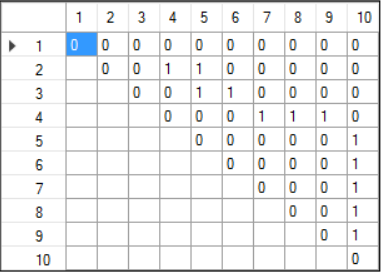 1 2 3 4 5 6 7 8 9 10
1 0 0 0 0 0 0 0 0 0 0
2 0 0 1 1 0 0 0 0 0
3 0 0 1 1 0 0 0 0
4 0 0 0 1 1 1 0
5 0 0 0 0 0 1
6 0 0 0 0 1
7 0 0 0 1
8 0 0 1
9 0 1
10 0